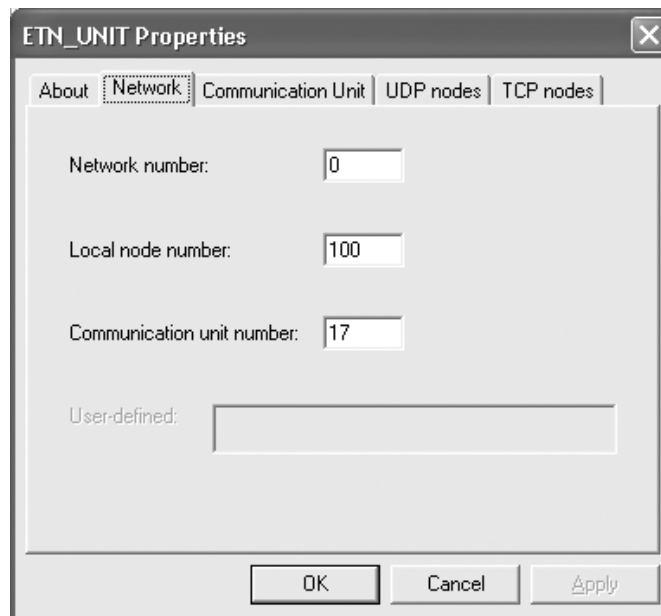 ETN_UNIT Properties
About Network Communication Unit UDP nodes TCP nodes
Network number: 0
Local node number: 100
Communication unit number: 17
User-defined:
OK Cancel Apply